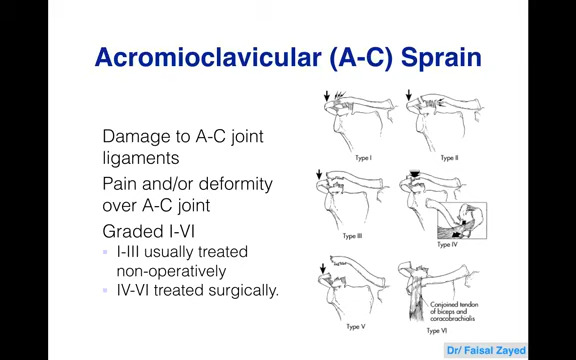 Acromioclavicular (A-C) Sprain
Damage to A-C joint
ligaments
Pain and/or deformity
over A-C joint
Graded I-VI
I-III usually treated
non-operatively
IV-VI treated surgically.
Type I
Type II
Type III
Type IV
Type V
Conjoined tendon
of biceps and
coracobrachialis
Type VI
Dr/ Faisal Zayed